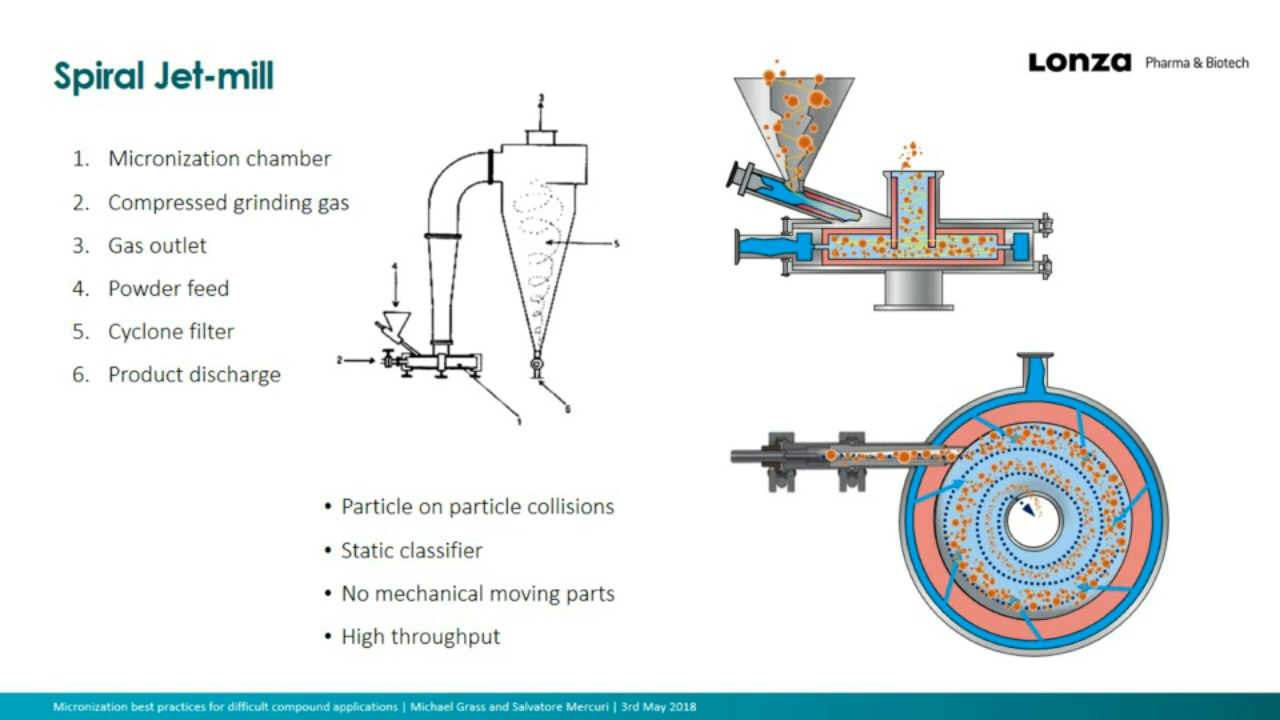 Spiral Jet-mill
Lonza Pharma & Biotech
1. Micronization chamber
2. Compressed grinding gas
3. Gas outlet
4. Powder feed
5. Cyclone filter
6. Product discharge
3
5
4
2
1
6
• Particle on particle collisions
• Static classifier
• No mechanical moving parts
• High throughput
Micronization best practices for difficult compound applications | Michael Grass and Salvatore Mercuri | 3rd May 2018